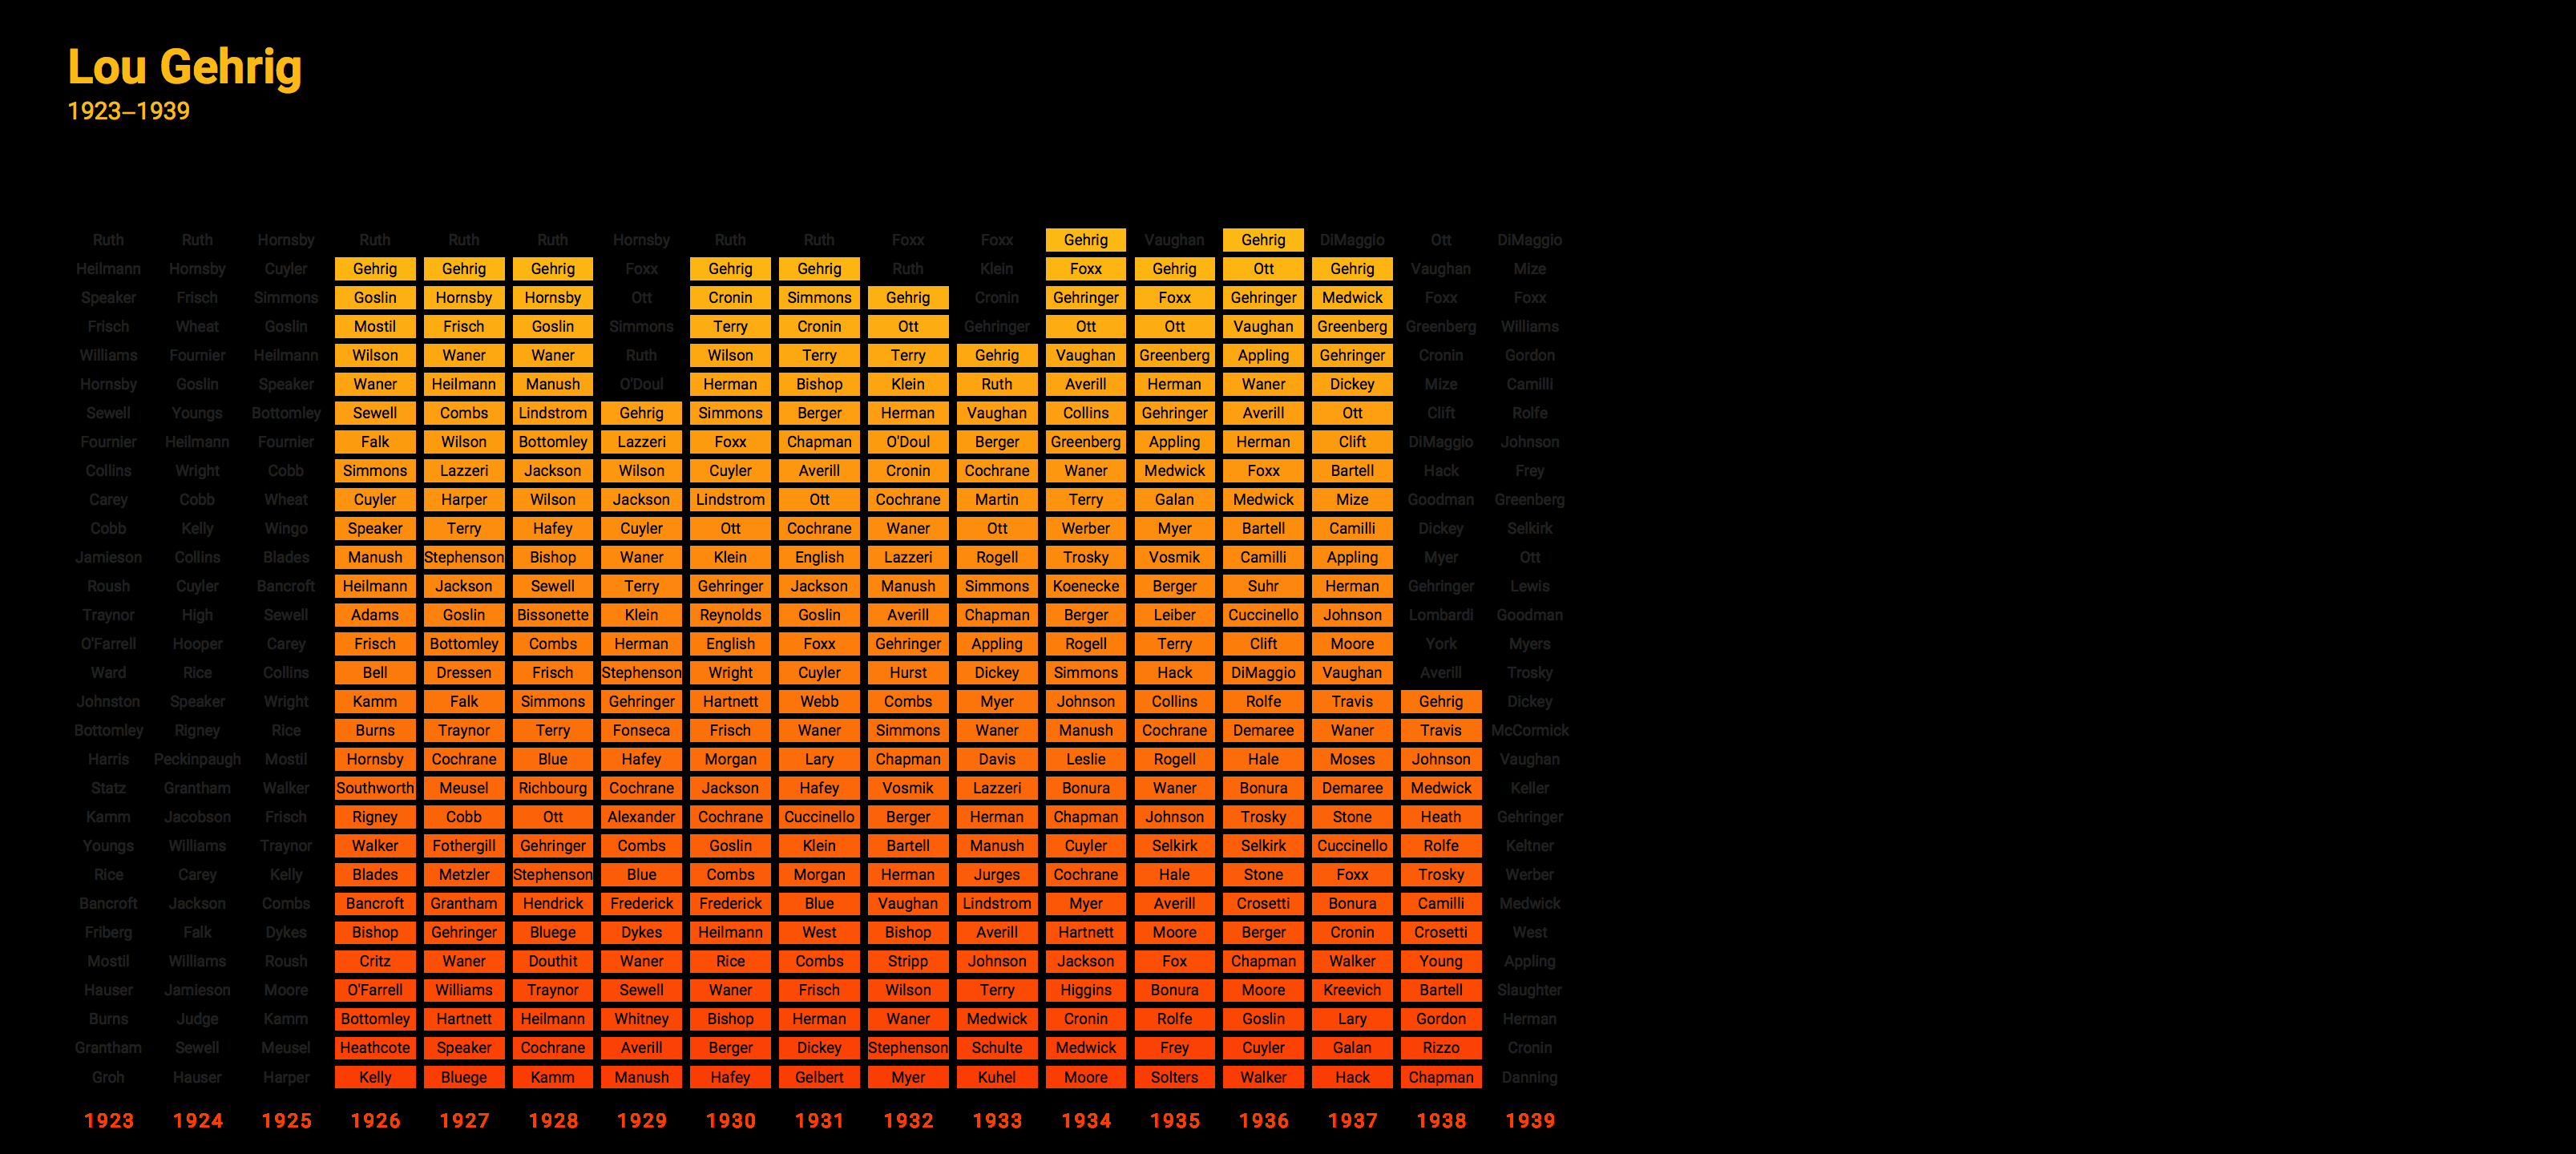 Lou Gehrig
1923–1939
Ruth Ruth Hornsby Ruth Ruth Ruth Hornsby Ruth Ruth Foxx Foxx Gehrig Vaughan Gehrig DiMaggio Ott DiMaggio
Heilmann Hornsby Cuyler Gehrig Gehrig Gehrig Foxx Gehrig Gehrig Ruth Klein Foxx Gehrig Ott Gehrig Vaughan Mize
Speaker Frisch Simmons Goslin Hornsby Hornsby Ott Cronin Simmons Gehrig Cronin Gehringer Foxx Gehringer Medwick Foxx Foxx
Frisch Wheat Goslin Mostil Frisch Goslin Simmons Terry Cronin Ott Gehringer Ott Ott Vaughan Greenberg Greenberg Williams
Williams Fournier Heilmann Wilson Waner Waner Ruth Wilson Terry Terry Gehrig Vaughan Greenberg Appling Gehringer Cronin Gordon
Hornsby Goslin Speaker Waner Heilmann Manush O'Doul Herman Bishop Klein Ruth Averill Herman Waner Dickey Mize Camilli
Sewell Youngs Bottomley Sewell Combs Lindstrom Gehrig Simmons Berger Herman Vaughan Collins Gehringer Averill Ott Clift Rolfe
Fournier Heilmann Fournier Falk Wilson Bottomley Lazzeri Foxx Chapman O'Doul Berger Greenberg Appling Herman Clift DiMaggio Johnson
Collins Wright Cobb Simmons Lazzeri Jackson Wilson Cuyler Averill Cronin Cochrane Waner Medwick Foxx Bartell Hack Frey
Carey Cobb Wheat Cuyler Harper Wilson Jackson Lindstrom Ott Cochrane Martin Terry Galan Medwick Mize Goodman Greenberg
Cobb Kelly Wingo Speaker Terry Hafey Cuyler Ott Cochrane Waner Ott Werber Myer Bartell Camilli Dickey Selkirk
Jamieson Collins Blades Manush Stephenson Bishop Waner Klein English Lazzeri Rogell Trosky Vosmik Camilli Appling Myer Ott
Roush Cuyler Bancroft Heilmann Jackson Sewell Terry Gehringer Jackson Manush Simmons Koenecke Berger Suhr Herman Gehringer Lewis
Traynor High Sewell Adams Goslin Bissonette Klein Reynolds Goslin Averill Chapman Berger Leiber Cuccinello Johnson Lombardi Goodman
O'Farrell Hooper Carey Frisch Bottomley Combs Herman English Foxx Gehringer Appling Rogell Terry Clift Moore York Myers
Ward Rice Collins Bell Dressen Frisch Stephenson Wright Cuyler Hurst Dickey Simmons Hack DiMaggio Vaughan Averill Trosky
Johnston Speaker Wright Kamm Falk Simmons Gehringer Hartnett Webb Combs Myer Johnson Collins Rolfe Travis Gehrig Dickey
Bottomley Rigney Rice Burns Traynor Terry Fonseca Frisch Waner Simmons Waner Manush Cochrane Demaree Waner Travis McCormick
Harris Peckinpaugh Mostil Hornsby Cochrane Blue Hafey Morgan Lary Chapman Davis Leslie Rogell Hale Moses Johnson Vaughan
Statz Grantham Walker Southworth Meusel Richbourg Cochrane Jackson Hafey Vosmik Lazzeri Bonura Waner Bonura Demaree Medwick Keller
Kamm Jacobson Frisch Rigney Cobb Ott Alexander Cochrane Cuccinello Berger Herman Chapman Johnson Trosky Stone Heath Gehringer
Youngs Williams Traynor Walker Fothergill Gehringer Combs Goslin Klein Bartell Manush Cuyler Selkirk Selkirk Cuccinello Rolfe Keltner
Rice Carey Kelly Blades Metzler Stephenson Blue Combs Morgan Herman Jurges Cochrane Hale Stone Foxx Trosky Werber
Bancroft Jackson Combs Bancroft Grantham Hendrick Frederick Frederick Blue Vaughan Lindstrom Myer Averill Crosetti Bonura Camilli Medwick
Friberg Falk Dykes Bishop Gehringer Bluege Dykes Heilmann West Bishop Averill Hartnett Moore Berger Cronin Crosetti West
Mostil Williams Roush Critz Waner Douthit Waner Rice Combs Stripp Johnson Jackson Fox Chapman Walker Young Appling
Hauser Jamieson Moore O'Farrell Williams Traynor Sewell Waner Frisch Wilson Terry Higgins Bonura Moore Kreevich Bartell Slaughter
Burns Judge Kamm Bottomley Hartnett Heilmann Whitney Bishop Herman Waner Medwick Cronin Rolfe Goslin Lary Gordon Herman
Grantham Sewell Meusel Heathcote Speaker Cochrane Averill Berger Dickey Stephenson Schulte Medwick Frey Cuyler Galan Rizzo Cronin
Groh Hauser Harper Kelly Bluege Kamm Manush Hafey Gelbert Myer Kuhel Moore Solters Walker Hack Chapman Danning
1923 1924 1925 1926 1927 1928 1929 1930 1931 1932 1933 1934 1935 1936 1937 1938 1939